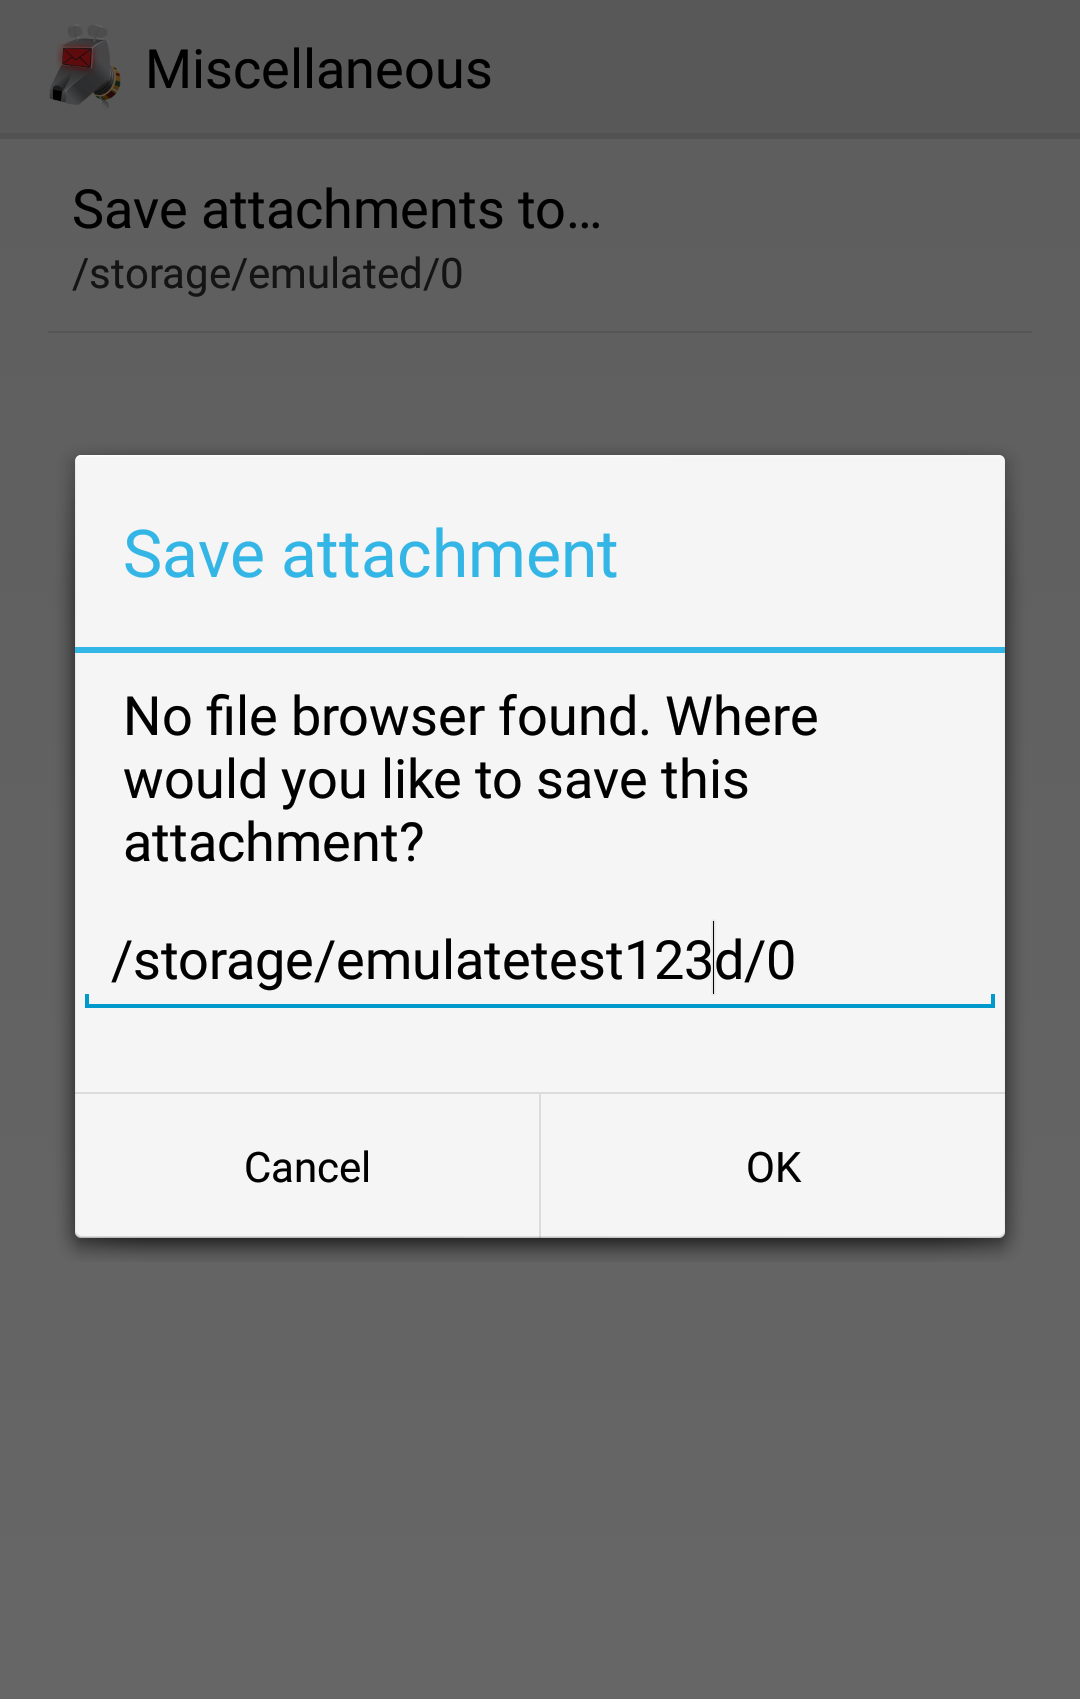 Miscellaneous
Save attachments to…
/storage/emulated/0
Save attachment
No file browser found. Where
would you like to save this
attachment?
/storage/emulatetest123d/0
Cancel
OK